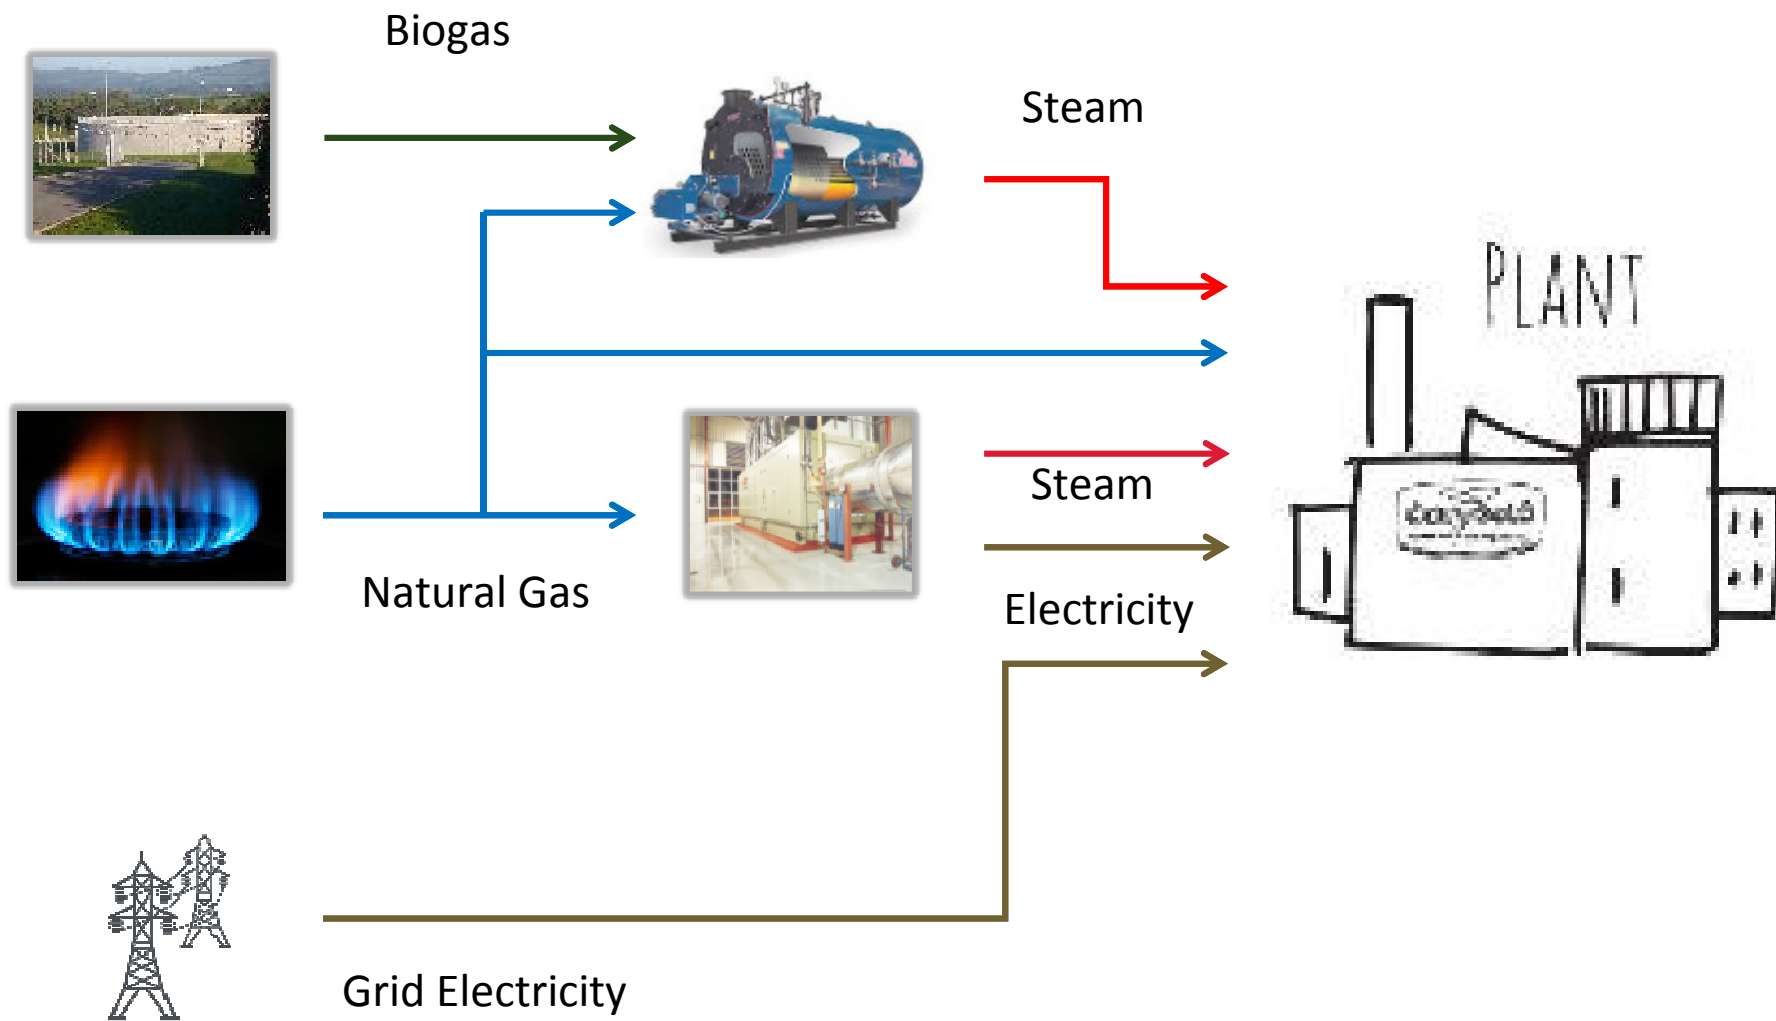 Biogas
Steam
PLANT
Steam
Natural Gas
Electricity
Grid Electricity